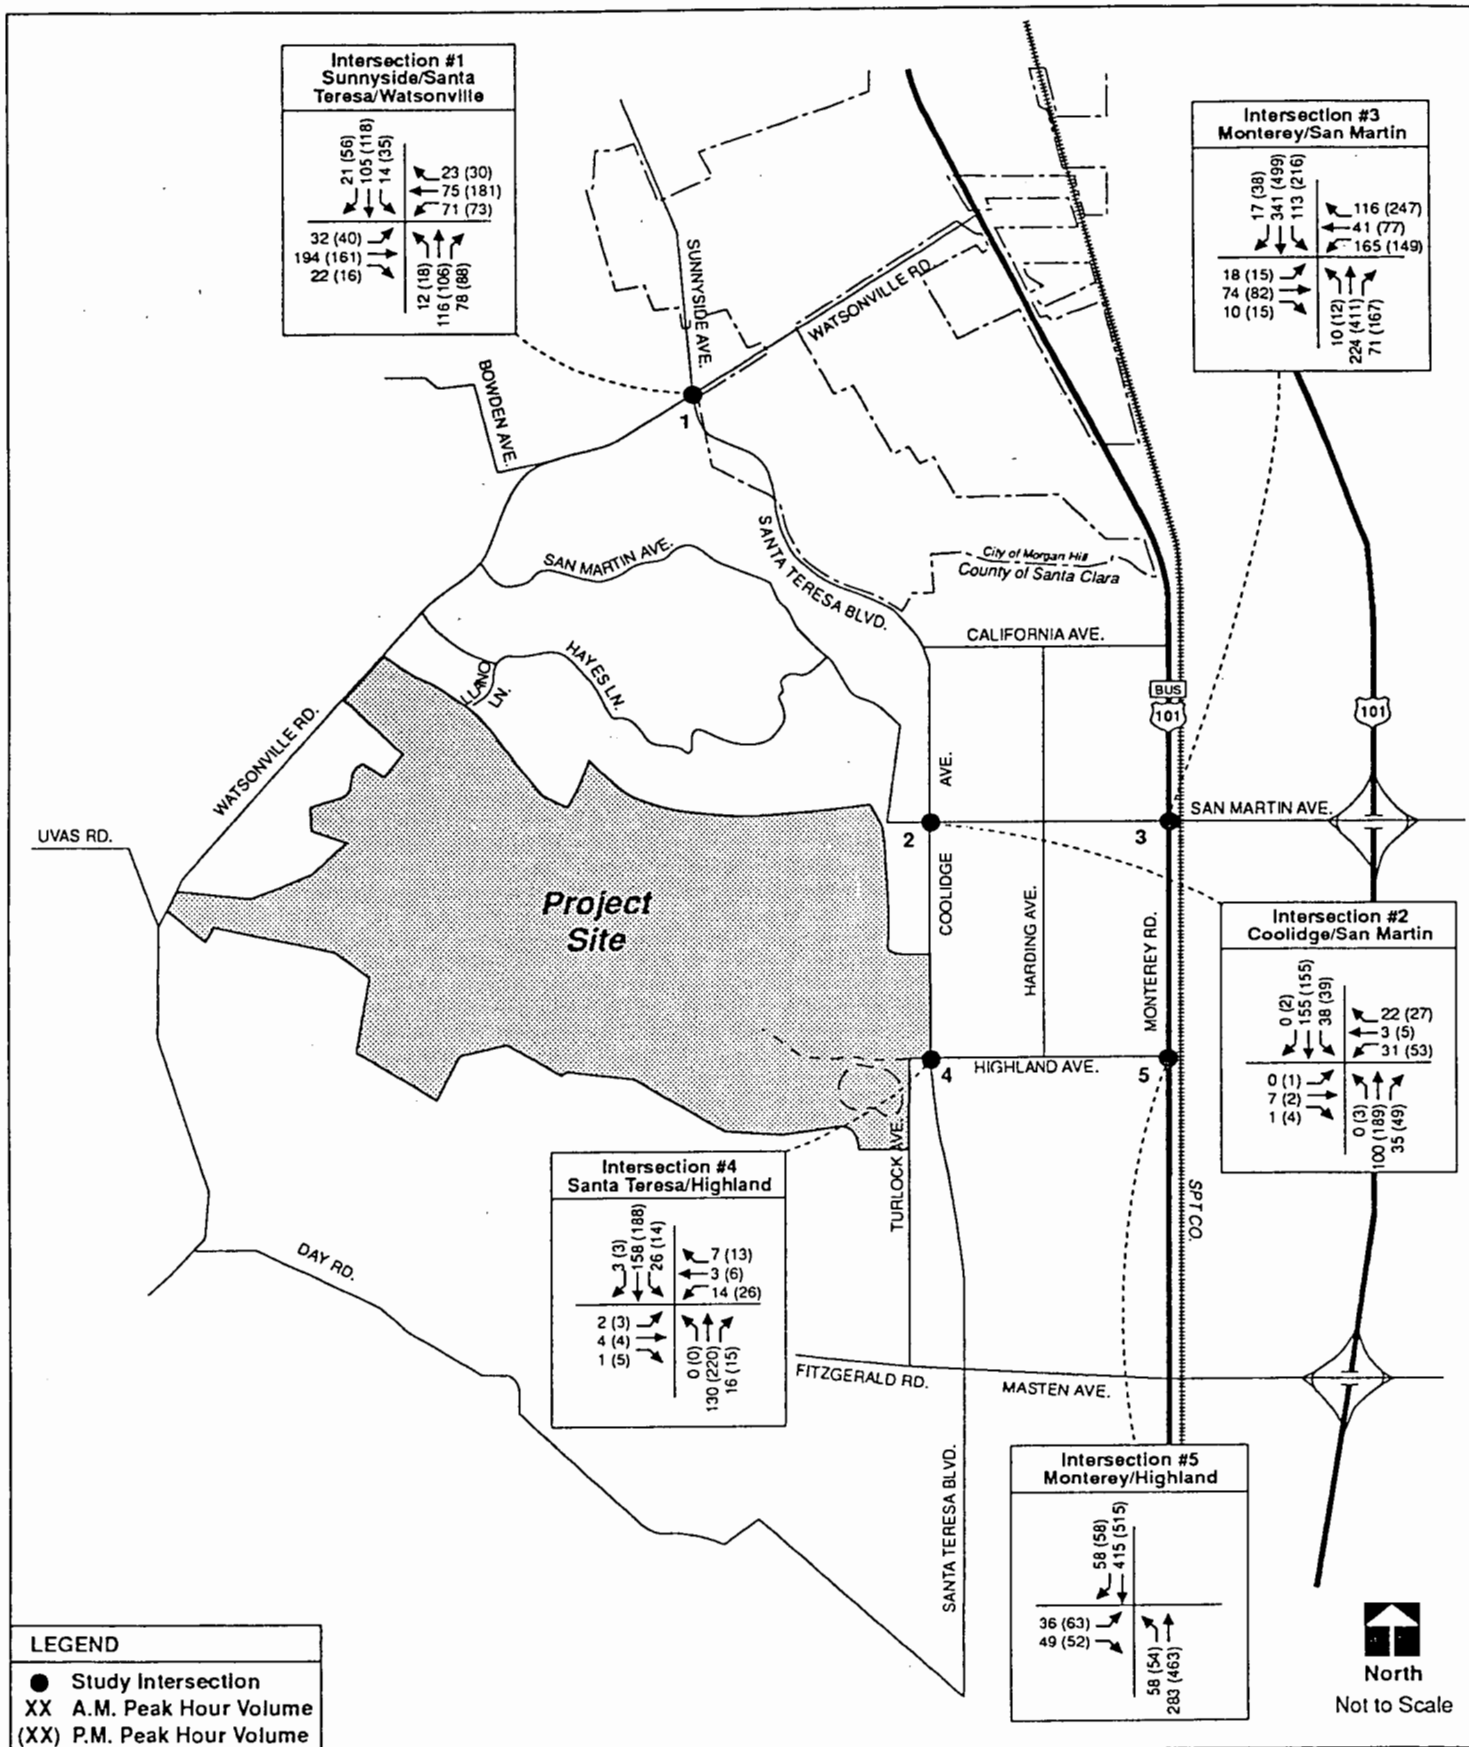 Intersection #1
Sunnyside/Santa
Teresa/Watsonville
21 (56)
105 (118)
14 (35)
23 (30)
75 (181)
71 (73)
32 (40)
194 (161)
22 (16)
12 (18)
116 (106)
78 (88)
Intersection #3
Monterey/San Martin
17 (38)
341 (499)
113 (216)
116 (247)
41 (77)
165 (149)
18 (15)
74 (82)
10 (15)
10 (12)
224 (411)
71 (167)
SUNNYSIDE AVE.
WATSONVILLE RD.
BOWDEN AVE.
1
SANTA TERESA BLVD.
SAN MARTIN AVE.
City of Morgan Hill
County of Santa Clara
CALIFORNIA AVE.
HAYES LN.
LLANO
LN.
BUS
101
101
WATSONVILLE RD.
AVE.
SAN MARTIN AVE.
UVAS RD.
2
3
COOLIDGE
HARDING AVE.
MONTEREY RD.
Project
Site
Intersection #2
Coolidge/San Martin
0 (2)
155 (155)
38 (39)
22 (27)
3 (5)
31 (53)
0 (1)
7 (2)
1 (4)
0 (3)
100 (189)
35 (49)
4
HIGHLAND AVE.
5
TURLOCK AVE.
SPT CO.
Intersection #4
Santa Teresa/Highland
3 (3)
158 (188)
26 (14)
7 (13)
3 (6)
14 (26)
2 (3)
4 (4)
1 (5)
0 (0)
130 (220)
16 (15)
DAY RD.
FITZGERALD RD.
MASTEN AVE.
SANTA TERESA BLVD.
Intersection #5
Monterey/Highland
58 (58)
415 (515)
36 (63)
49 (52)
58 (54)
283 (463)
LEGEND
Study Intersection
XX A.M. Peak Hour Volume
(XX) P.M. Peak Hour Volume
North
Not to Scale